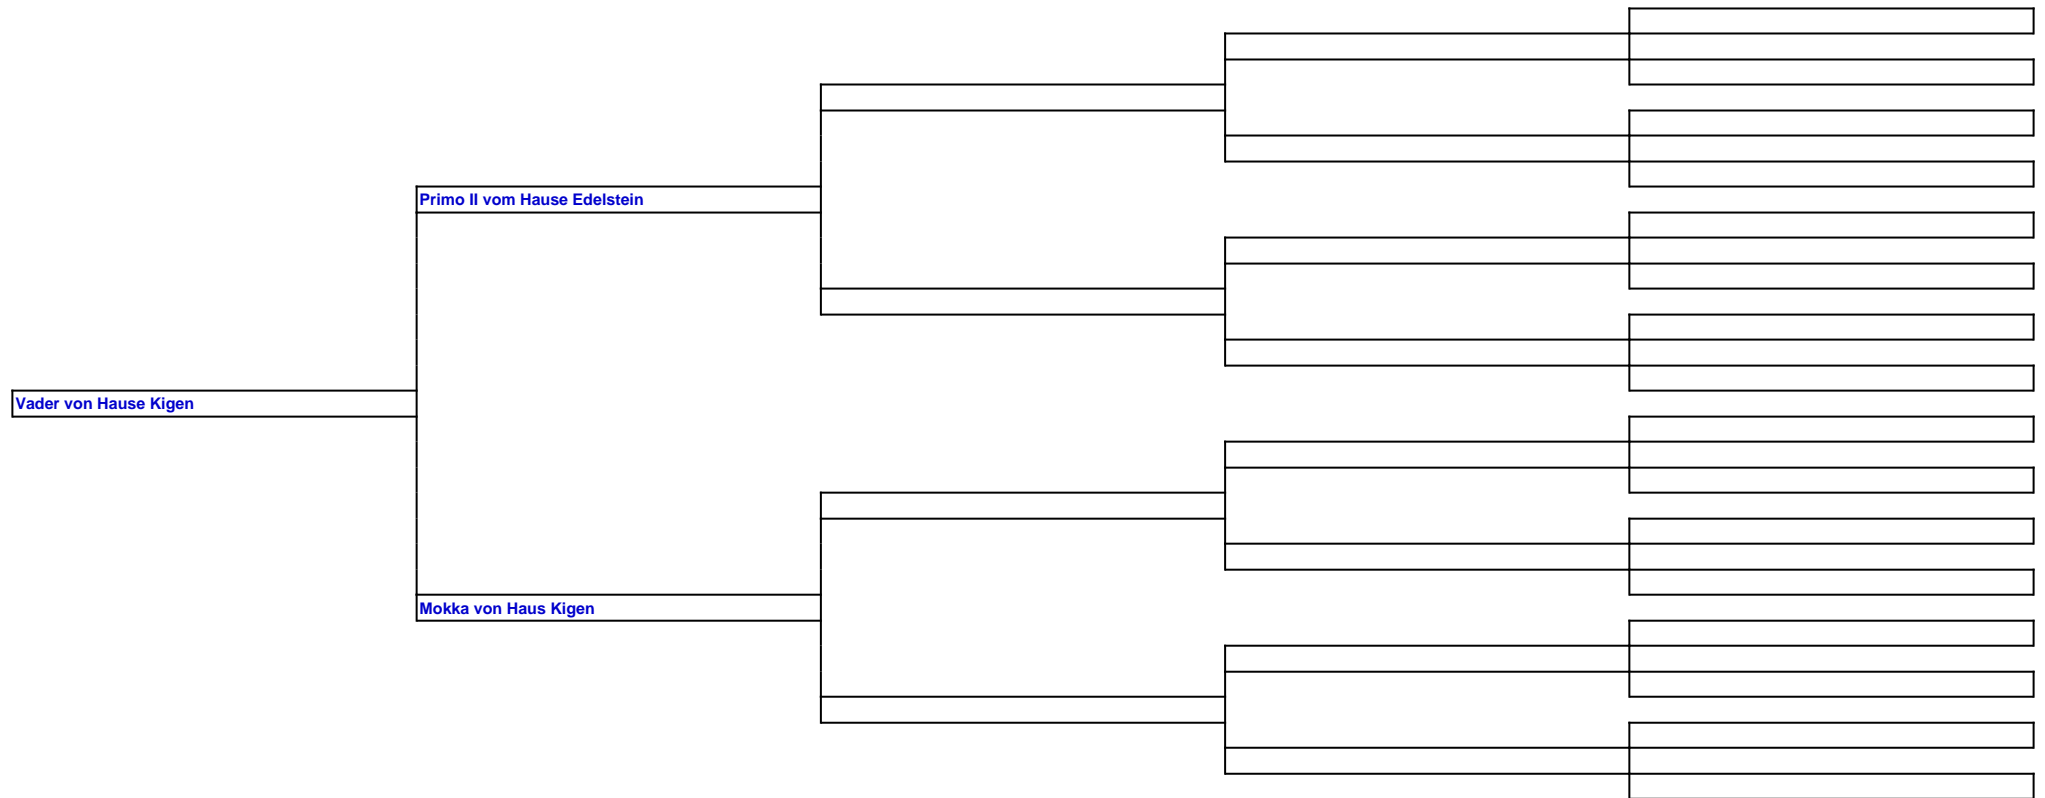 Primo II vom Hause Edelstein
Vader von Hause Kigen
Mokka von Haus Kigen